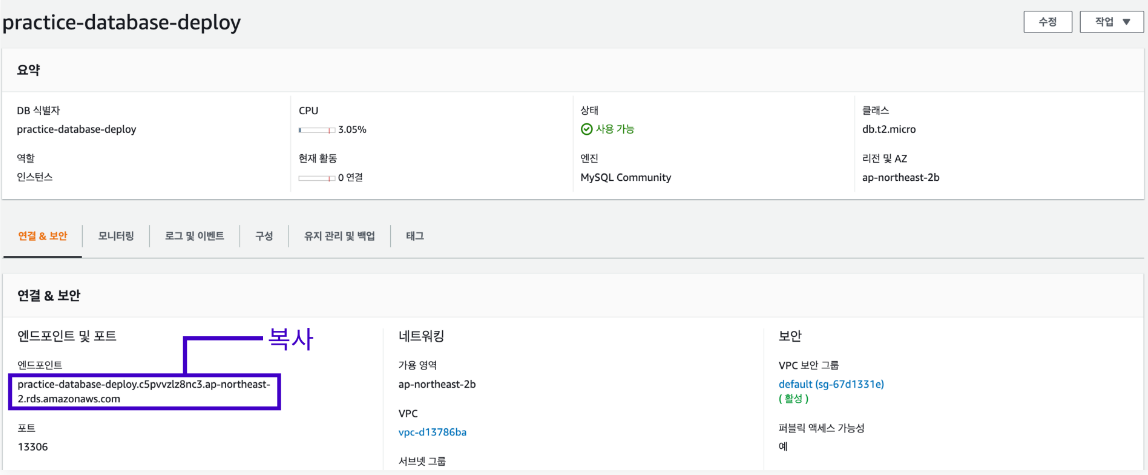 practice-database-deploy
수정
작업 ▼
요약
DB 식별자
practice-database-deploy
CPU
3.05%
상태
사용 가능
클래스
db.t2.micro
역할
인스턴스
현재 활동
0 연결
엔진
MySQL Community
리전 및 AZ
ap-northeast-2b
연결 & 보안
모니터링
로그 및 이벤트
구성
유지 관리 및 백업
태그
연결 & 보안
엔드포인트 및 포트
복사
엔드포인트
practice-database-deploy.c5pvvzlz8nc3.ap-northeast-
2.rds.amazonaws.com
포트
13306
네트워킹
가용 영역
ap-northeast-2b
VPC
vpc-d13786ba
서브넷 그룹
보안
VPC 보안 그룹
default (sg-67d1331e)
( 활성 )
퍼블릭 액세스 가능성
예